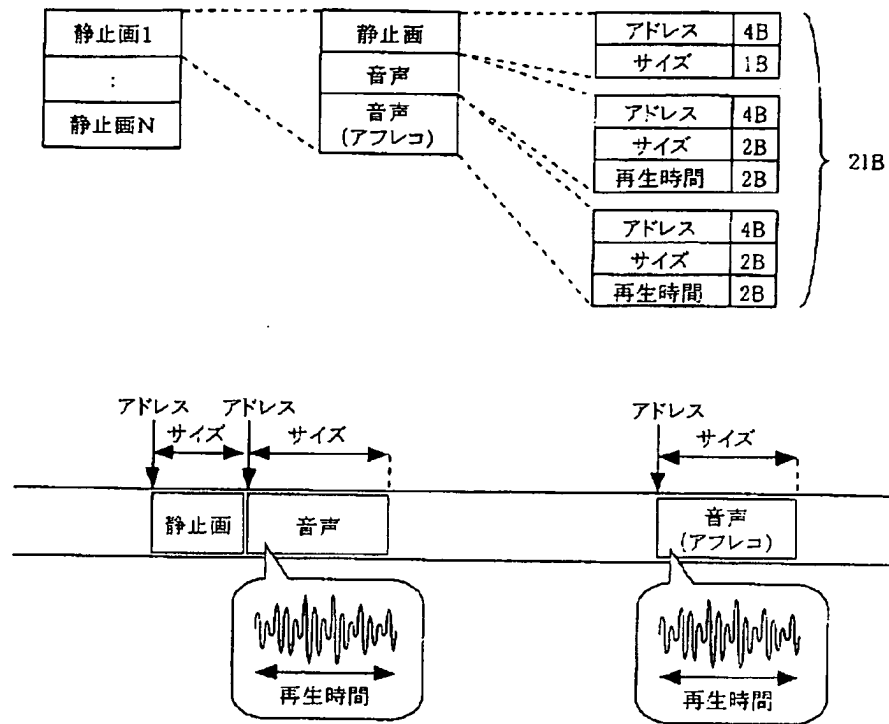 静止画1
:
静止画N
静止画
音声
音声
(アフレコ)
アドレス 4B
サイズ 1B
アドレス 4B
サイズ 2B
再生時間 2B
アドレス 4B
サイズ 2B
再生時間 2B
21B
アドレス アドレス
サイズ サイズ
アドレス
サイズ
静止画 音声
音声
(アフレコ)
再生時間
再生時間